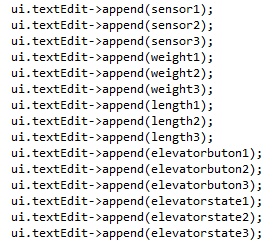 ui.textEdit->append(sensor1);
ui.textEdit->append(sensor2);
ui.textEdit->append(sensor3);
ui.textEdit->append(weight1);
ui.textEdit->append(weight2);
ui.textEdit->append(weight3);
ui.textEdit->append(length1);
ui.textEdit->append(length2);
ui.textEdit->append(length3);
ui.textEdit->append(elevatorbuton1);
ui.textEdit->append(elevatorbuton2);
ui.textEdit->append(elevatorbuton3);
ui.textEdit->append(elevatorstate1);
ui.textEdit->append(elevatorstate2);
ui.textEdit->append(elevatorstate3);